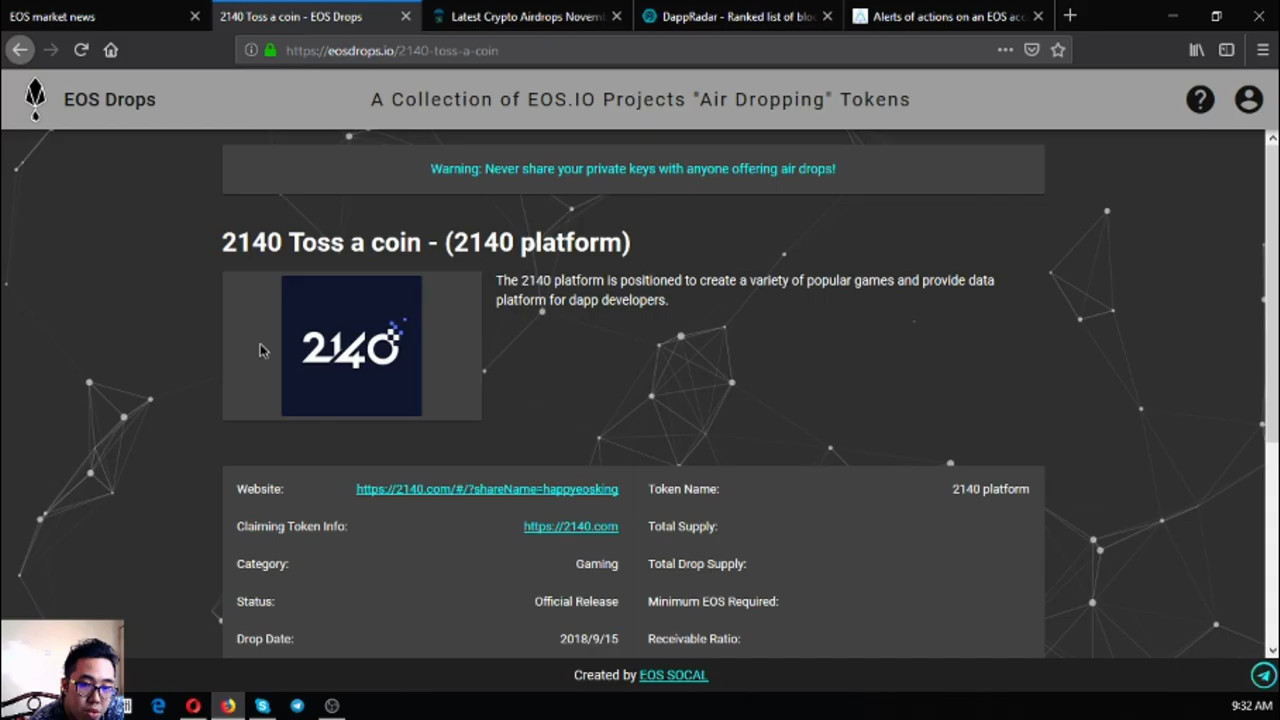 EOS market news
2140 Toss a coin - EOS Drops
Latest Crypto Airdrops Novem
DappRadar - Ranked list of blo
Alerts of actions on an EOS acc
https://eosdrops.io/2140-toss-a-coin
EOS Drops
A Collection of EOS.IO Projects "Air Dropping" Tokens
Warning: Never share your private keys with anyone offering air drops!
2140 Toss a coin - (2140 platform)
2140
The 2140 platform is positioned to create a variety of popular games and provide data
platform for dapp developers.
Website: https://2140.com/#/?shareName=happyeosking
Token Name: 2140 platform
Claiming Token Info: https://2140.com
Total Supply:
Category: Gaming
Total Drop Supply:
Status: Official Release
Minimum EOS Required:
Drop Date: 2018/9/15
Receivable Ratio:
Created by EOS SOCAL
9:32 AM